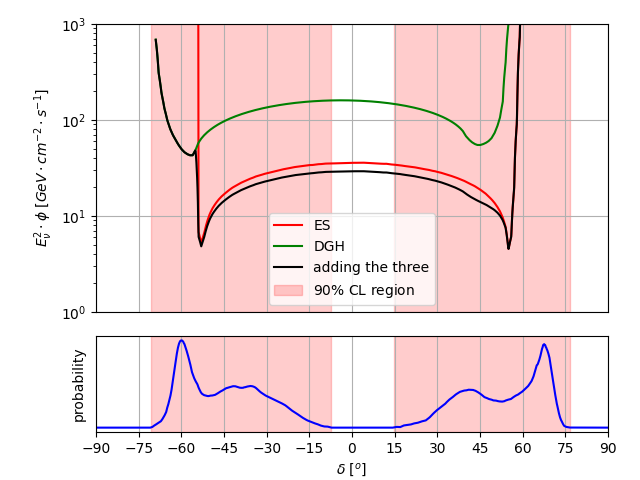 10³
10²
10¹
10⁰
E²ᵥ · ϕ [GeV · cm⁻² · s⁻¹]
ES
DGH
adding the three
90% CL region
probability
−90 −75 −60 −45 −30 −15 0 15 30 45 60 75 90
δ [°]